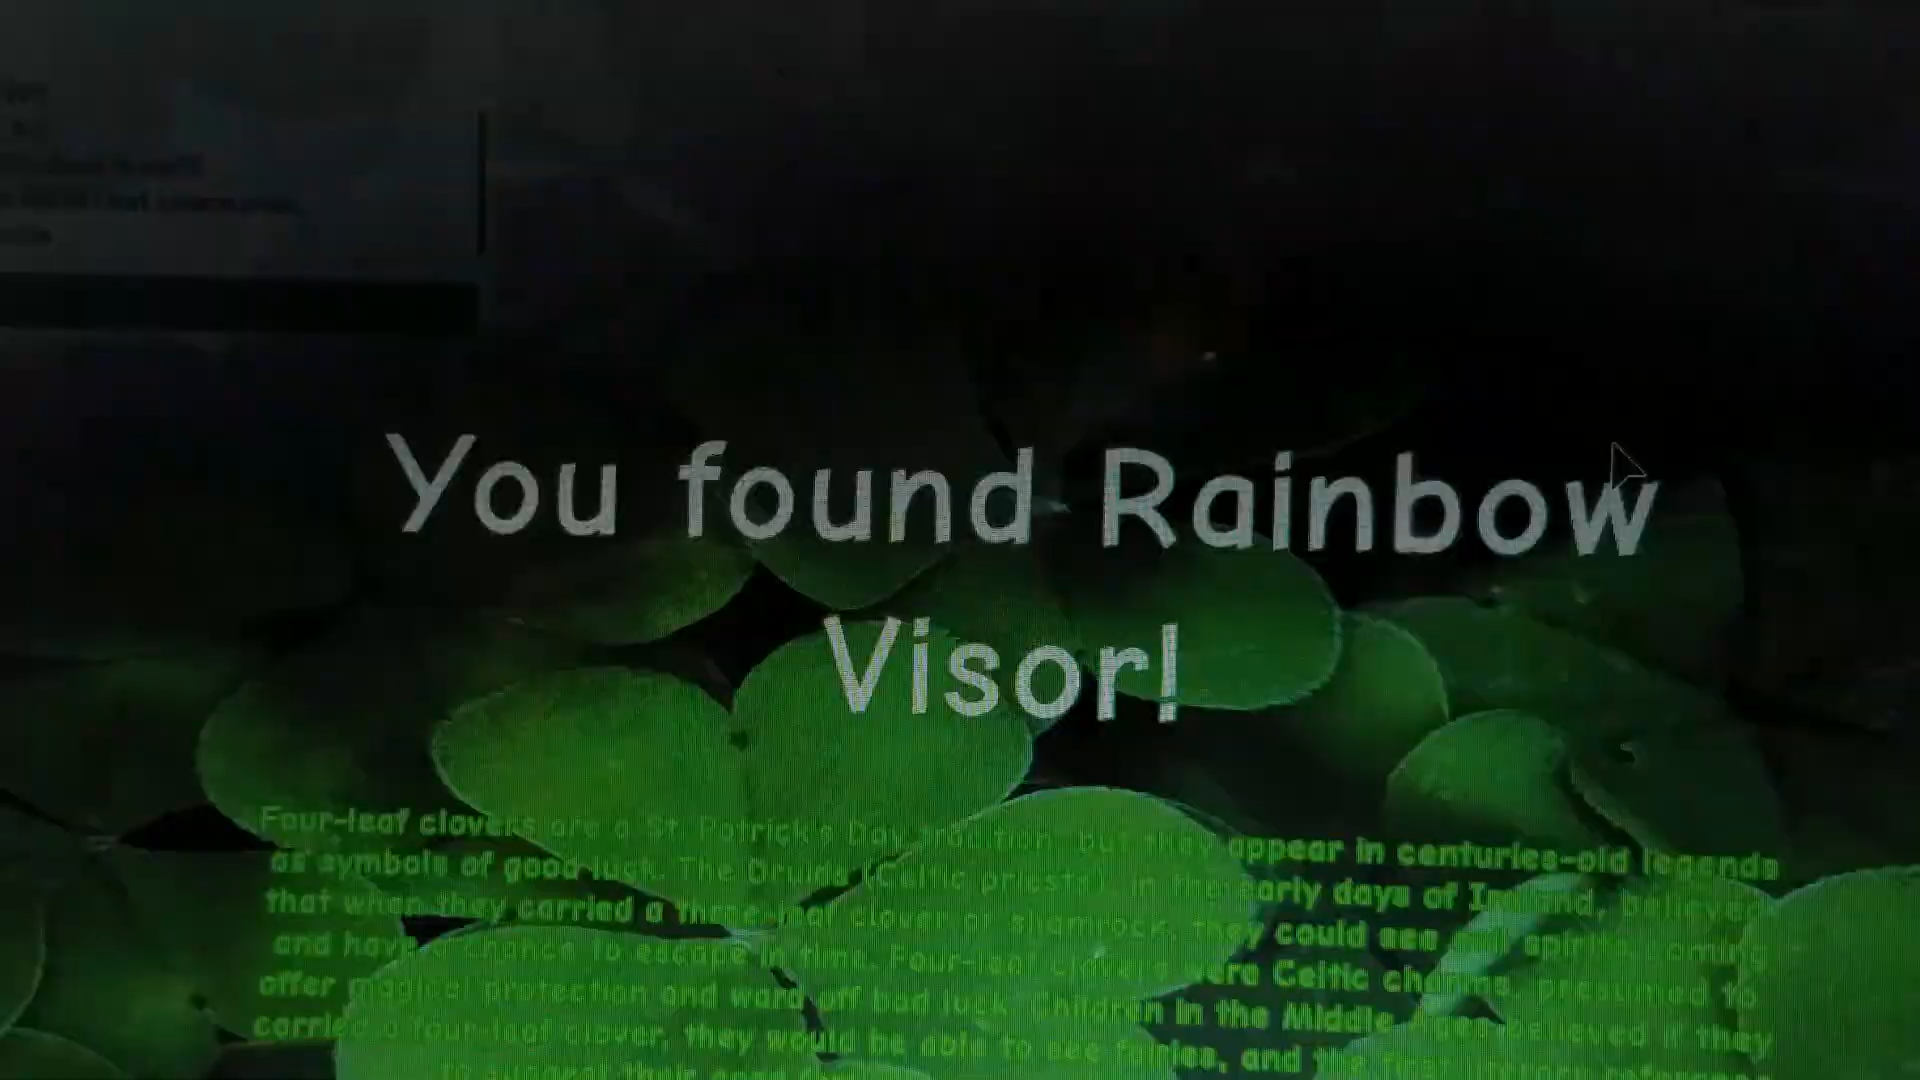 You found Rainbow
Visor!
Four-leaf clovers are a St. Patrick's Day tradition, but they appear in centuries-old legends
as symbols of good luck. The Druids (Celtic priests), in the early days of Ireland, believed
that when they carried a three-leaf clover or shamrock, they could see evil spirits coming
and have a chance to escape in time. Four-leaf clovers were Celtic charms, presumed to
offer magical protection and ward off bad luck. Children in the Middle Ages believed if they
carried a four-leaf clover, they would be able to see fairies, and the first literary reference
to suggest their good